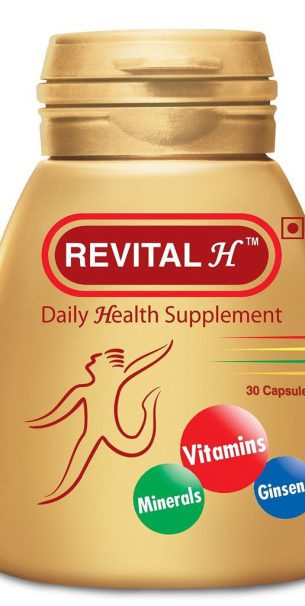 REVITAL H™
Daily Health Supplement
30 Capsule
Vitamins
Minerals
Ginsen